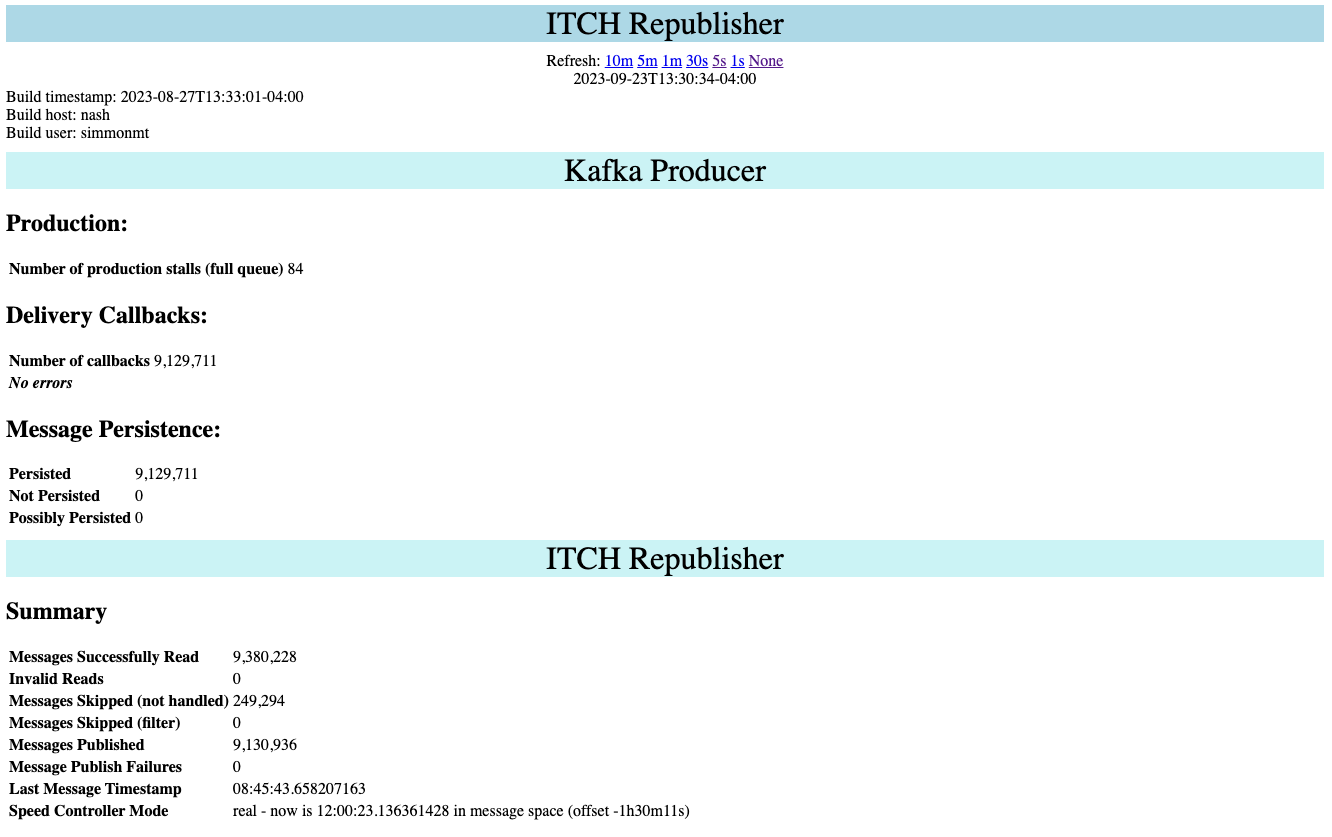 ITCH Republisher
Refresh: 10m 5m 1m 30s 5s 1s None
2023-09-23T13:30:34-04:00
Build timestamp: 2023-08-27T13:33:01-04:00
Build host: nash
Build user: simmonmt
Kafka Producer
Production:
Number of production stalls (full queue) 84
Delivery Callbacks:
Number of callbacks 9,129,711
No errors
Message Persistence:
Persisted 9,129,711
Not Persisted 0
Possibly Persisted 0
ITCH Republisher
Summary
Messages Successfully Read 9,380,228
Invalid Reads 0
Messages Skipped (not handled) 249,294
Messages Skipped (filter) 0
Messages Published 9,130,936
Message Publish Failures 0
Last Message Timestamp 08:45:43.658207163
Speed Controller Mode real - now is 12:00:23.136361428 in message space (offset -1h30m11s)